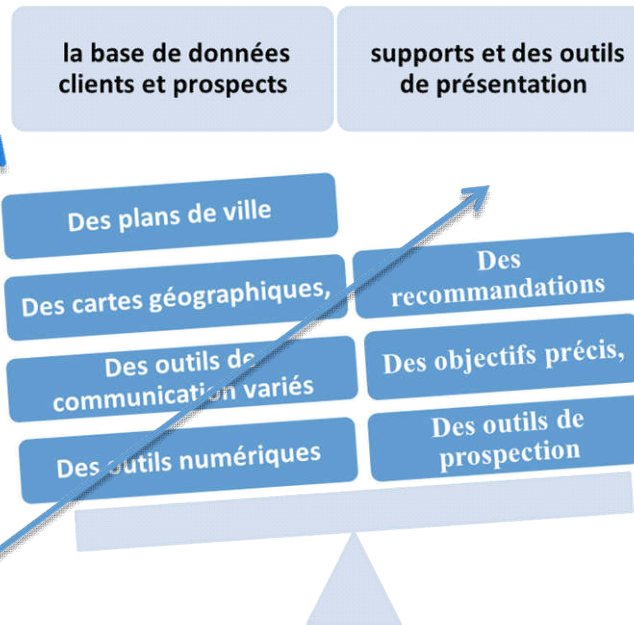 la base de données
clients et prospects
supports et des outils
de présentation
Des plans de ville
Des cartes géographiques,
Des outils de
communication variés
Des outils numériques
Des
recommandations
Des objectifs précis,
Des outils de
prospection